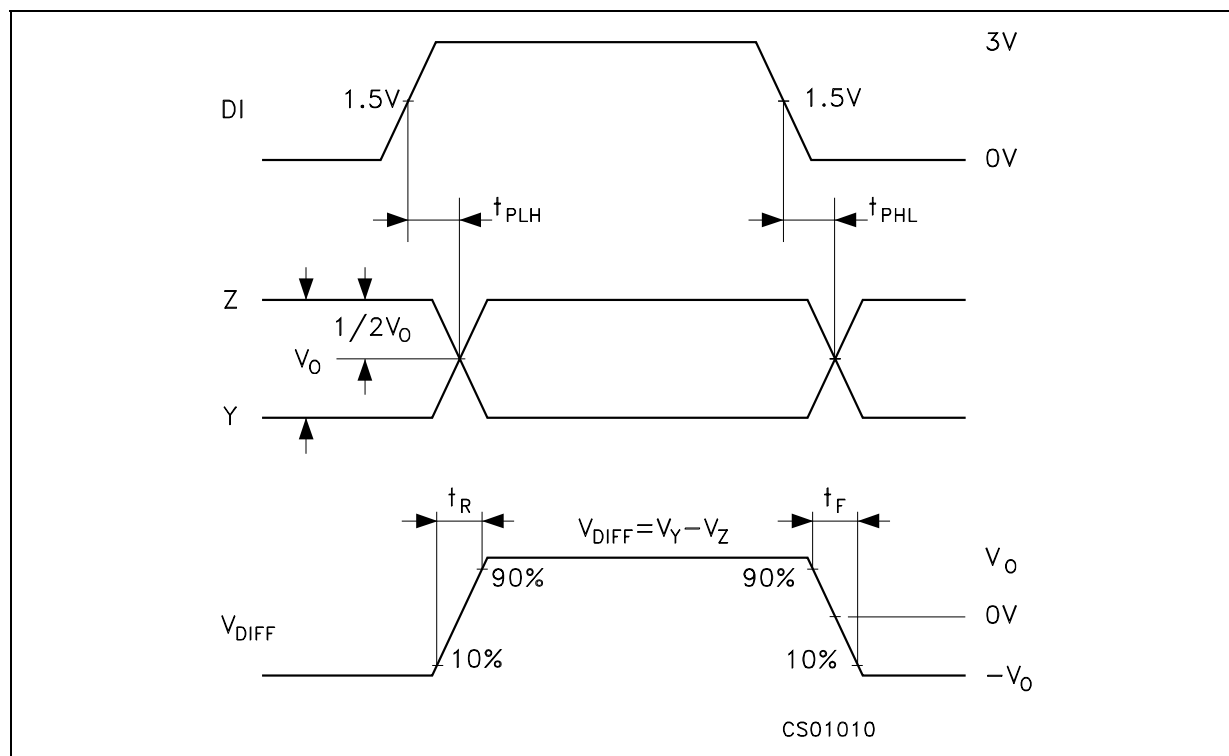 3V
1.5V
1.5V
DI
0V
tPLH
tPHL
Z
1/2VO
VO
Y
tR
tF
VDIFF=VY-VZ
VO
90%
90%
0V
VDIFF
10%
10%
-VO
CS01010